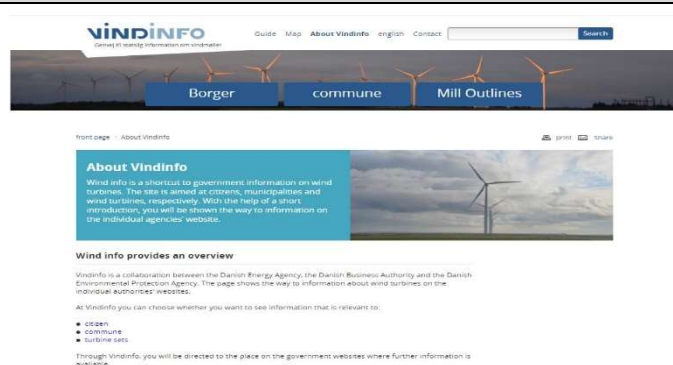 VINDINFO
Genvej til statslig information om vindmøller
Guide Map About Vindinfo english Contact Search
Borger commune Mill Outlines
front page › About Vindinfo print share
About Vindinfo
Wind info is a shortcut to government information on wind
turbines. The site is aimed at citizens, municipalities and
wind turbines, respectively. With the help of a short
introduction, you will be shown the way to information on
the individual agencies' website.
Wind info provides an overview
Vindinfo is a collaboration between the Danish Energy Agency, the Danish Business Authority and the Danish
Environmental Protection Agency. The page shows the way to information about wind turbines on the
individual authorities' websites.
At Vindinfo you can choose whether you want to see information that is relevant to:
• citizen
• commune
• turbine sets
Through Vindinfo, you will be directed to the place on the government websites where further information is
available.